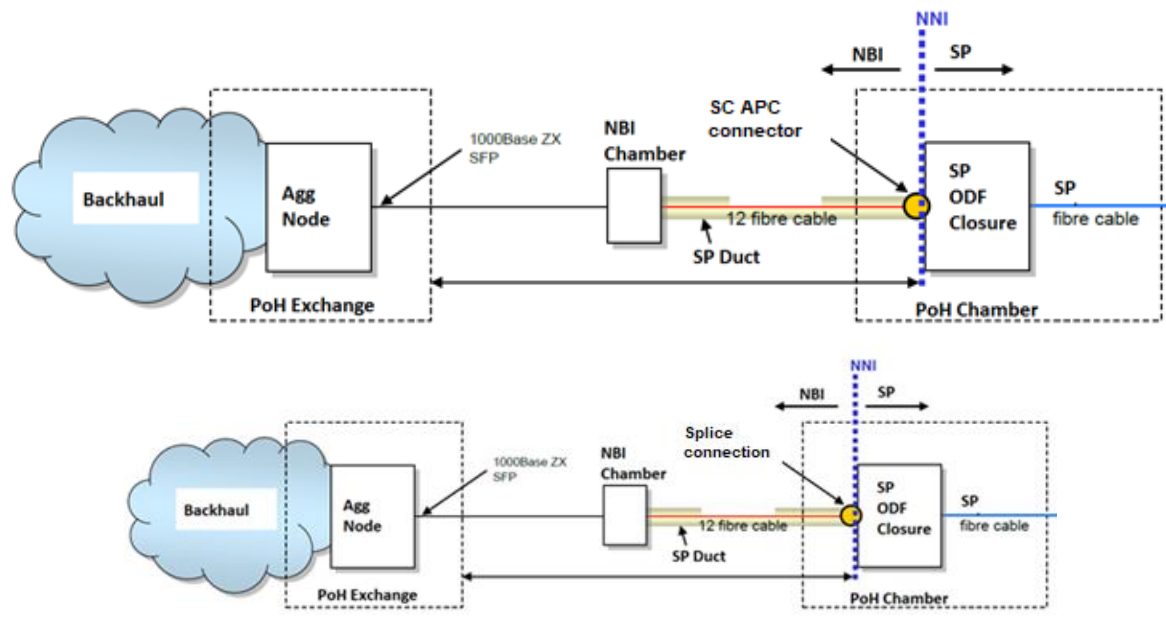 NNI
NBI
SP
SC APC
connector
1000Base ZX
SFP
NBI
Chamber
Backhaul
Agg
Node
SP
ODF
Closure
SP
12 fibre cable
fibre cable
SP Duct
PoH Exchange
PoH Chamber
NNI
NBI
SP
Splice
connection
1000Base ZX
SFP
NBI
Chamber
Backhaul
Agg
Node
SP
ODF
Closure
SP
12 fibre cable
fibre cable
SP Duct
PoH Exchange
PoH Chamber